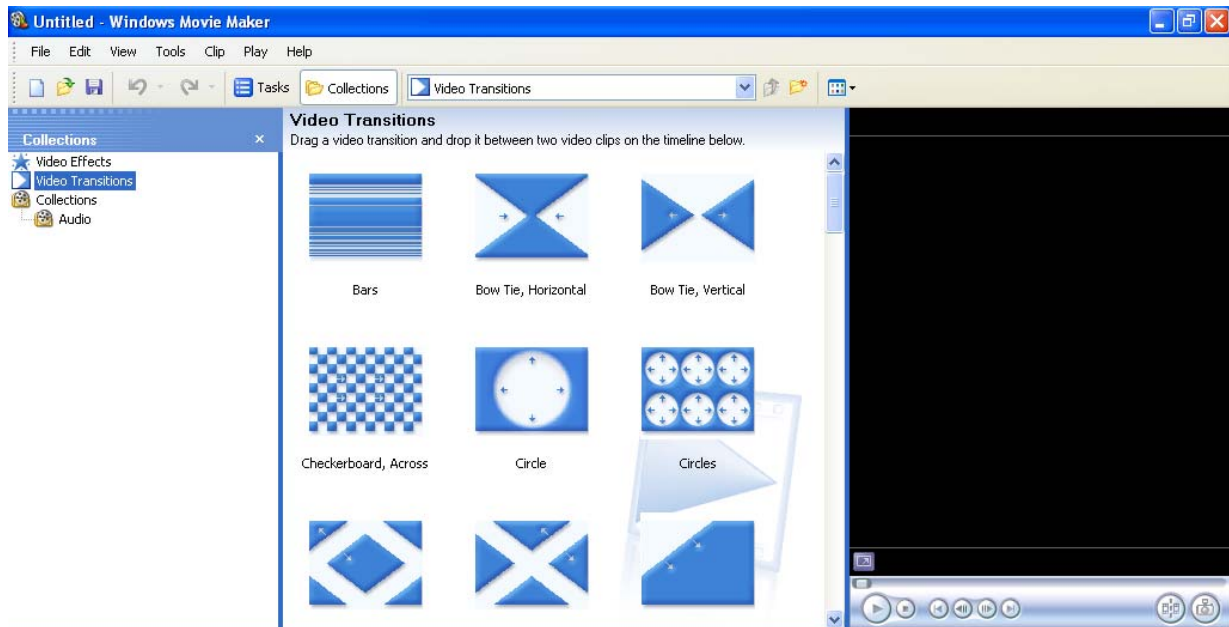 Untitled - Windows Movie Maker
File Edit View Tools Clip Play Help
Tasks Collections Video Transitions
Collections
Video Effects
Video Transitions
Collections
Audio
Video Transitions
Drag a video transition and drop it between two video clips on the timeline below.
Bars Bow Tie, Horizontal Bow Tie, Vertical
Checkerboard, Across Circle Circles